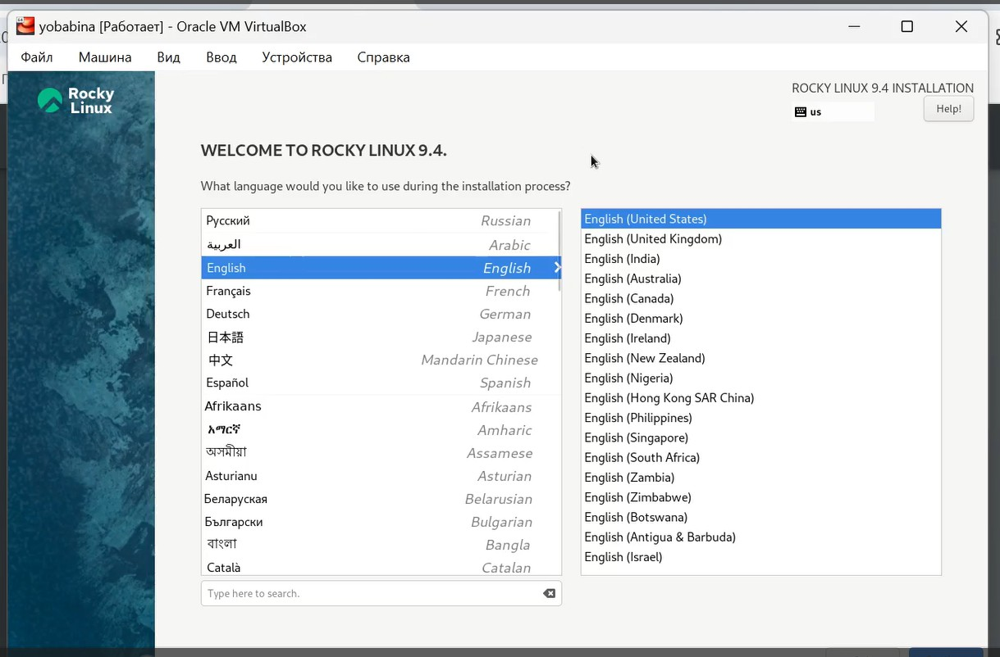 yobabina [Работает] - Oracle VM VirtualBox
Файл Машина Вид Ввод Устройства Справка
Rocky
Linux
ROCKY LINUX 9.4 INSTALLATION
us
Help!
WELCOME TO ROCKY LINUX 9.4.
What language would you like to use during the installation process?
Русский Russian
العربية Arabic
English English
Français French
Deutsch German
日本語 Japanese
中文 Mandarin Chinese
Español Spanish
Afrikaans Afrikaans
አማርኛ Amharic
অসমীয়া Assamese
Asturianu Asturian
Беларуская Belarusian
Български Bulgarian
বাংলা Bangla
Català Catalan
Type here to search.
English (United States)
English (United Kingdom)
English (India)
English (Australia)
English (Canada)
English (Denmark)
English (Ireland)
English (New Zealand)
English (Nigeria)
English (Hong Kong SAR China)
English (Philippines)
English (Singapore)
English (South Africa)
English (Zambia)
English (Zimbabwe)
English (Botswana)
English (Antigua & Barbuda)
English (Israel)